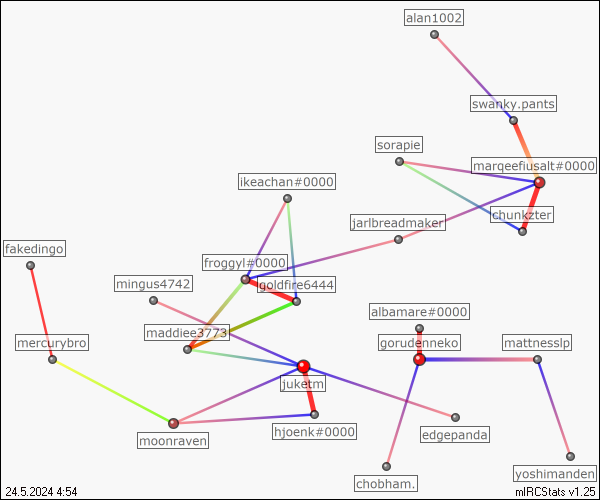 alan1002
swanky.pants
sorapie
marqeefiusalt#0000
ikeachan#0000
chunkzter
jarlbreadmaker
fakedingo
froggyl#0000
mingus4742
goldfire6444
albamare#0000
maddiee3773
mercurybro
gorudenneko
mattnesslp
juketm
moonraven
hjoenk#0000
edgepanda
chobham.
yoshimanden
24.5.2024 4:54
mIRCStats v1.25